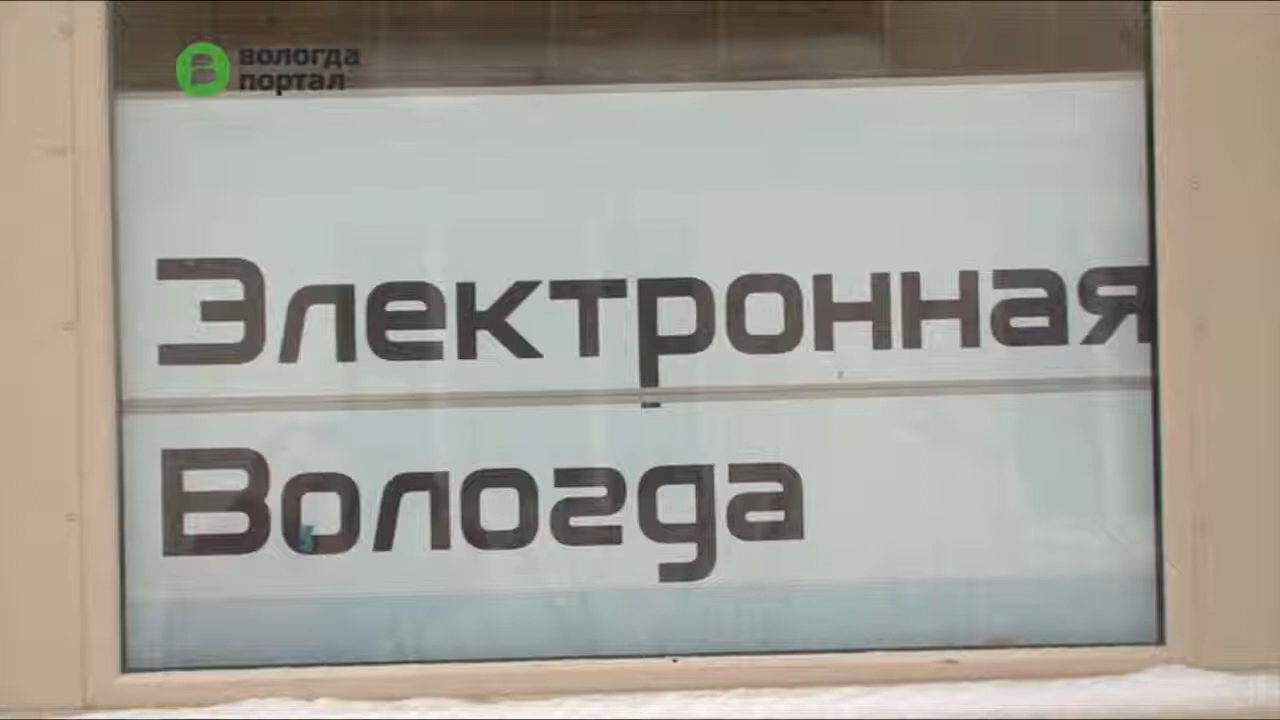 вологда
портал
Электронная
Вологда